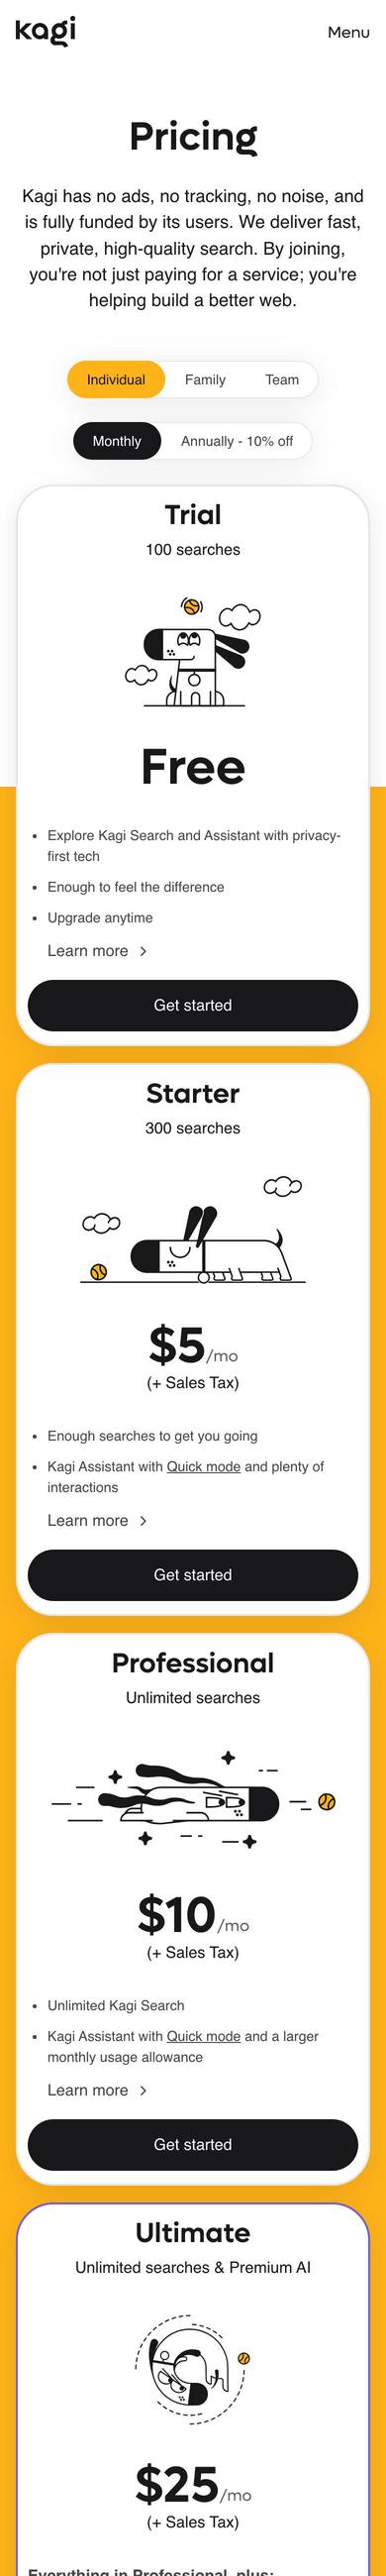 kagi
Menu
Pricing
Kagi has no ads, no tracking, no noise, and
is fully funded by its users. We deliver fast,
private, high-quality search. By joining,
you're not just paying for a service; you're
helping build a better web.
Individual
Family
Team
Monthly
Annually - 10% off
Trial
100 searches
Free
• Explore Kagi Search and Assistant with privacy-
first tech
• Enough to feel the difference
• Upgrade anytime
Learn more >
Get started
Starter
300 searches
$5/mo
(+ Sales Tax)
• Enough searches to get you going
• Kagi Assistant with Quick mode and plenty of
interactions
Learn more >
Get started
Professional
Unlimited searches
$10/mo
(+ Sales Tax)
• Unlimited Kagi Search
• Kagi Assistant with Quick mode and a larger
monthly usage allowance
Learn more >
Get started
Ultimate
Unlimited searches & Premium AI
$25/mo
(+ Sales Tax)
Everything in Professional, plus: